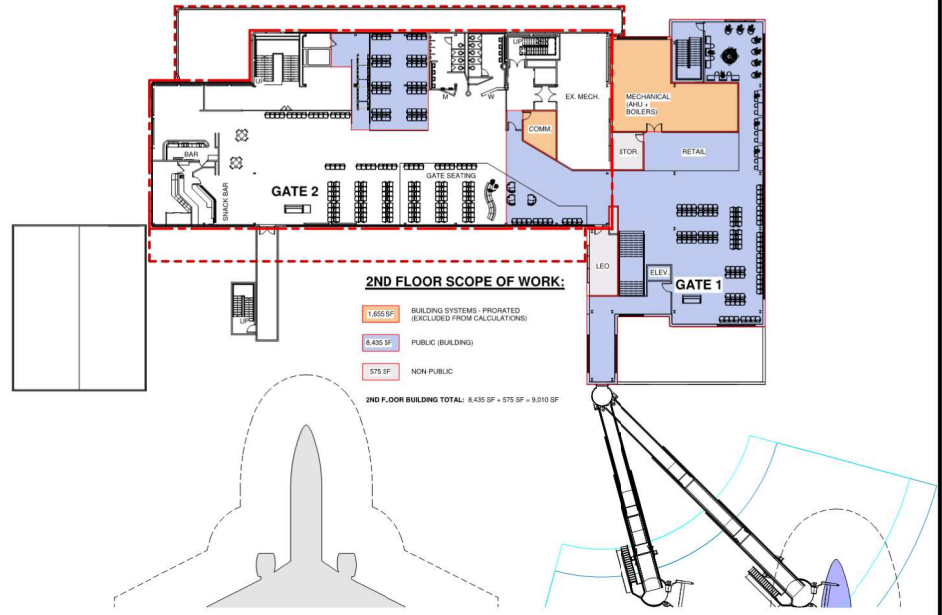 UP
M
W
UP
EX. MECH.
COMM.
MECHANICAL
(AHU +
BOILERS)
STOR.
RETAIL
BAR
SNACK BAR
GATE 2
GATE SEATING
LEO
ELEV.
GATE 1
UP
2ND FLOOR SCOPE OF WORK:
1,655 SF
BUILDING SYSTEMS - PRORATED
(EXCLUDED FROM CALCULATIONS)
8,435 SF
PUBLIC (BUILDING)
575 SF
NON-PUBLIC
2ND FLOOR BUILDING TOTAL: 8,435 SF + 575 SF = 9,010 SF